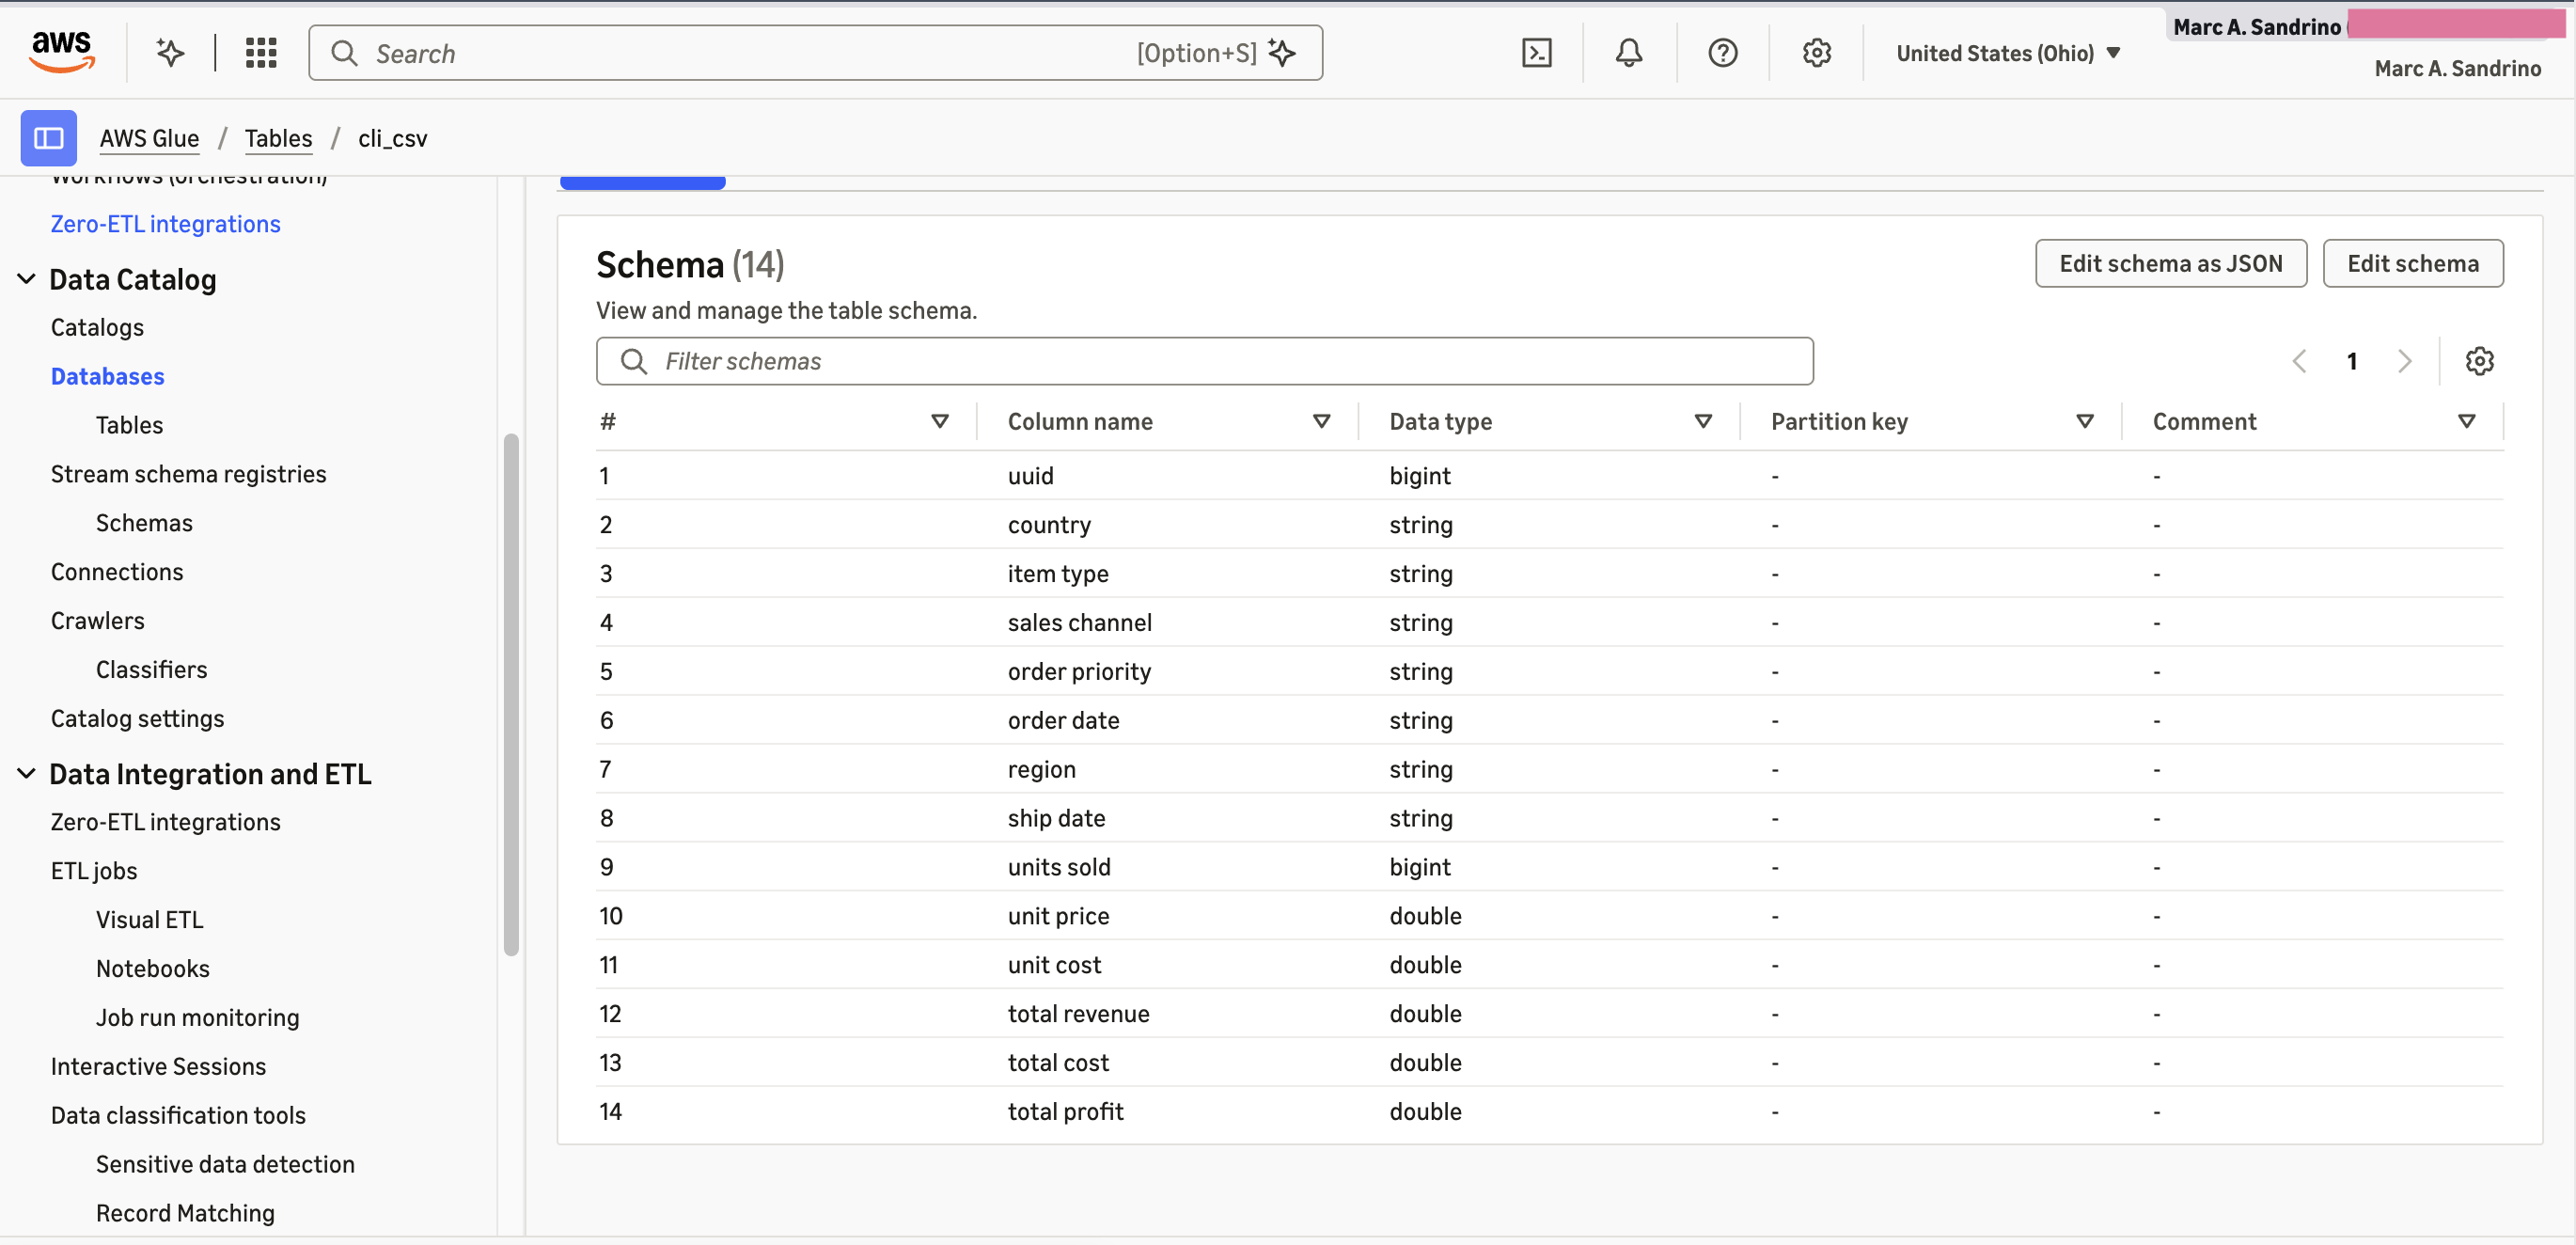 aws
Search [Option+S]
United States (Ohio)
Marc A. Sandrino
Marc A. Sandrino
AWS Glue / Tables / cli_csv
Workflows (orchestration)
Zero-ETL integrations
Data Catalog
Catalogs
Databases
Tables
Stream schema registries
Schemas
Connections
Crawlers
Classifiers
Catalog settings
Data Integration and ETL
Zero-ETL integrations
ETL jobs
Visual ETL
Notebooks
Job run monitoring
Interactive Sessions
Data classification tools
Sensitive data detection
Record Matching
Schema (14)
Edit schema as JSON
Edit schema
View and manage the table schema.
Filter schemas
1
# Column name Data type Partition key Comment
1 uuid bigint - -
2 country string - -
3 item type string - -
4 sales channel string - -
5 order priority string - -
6 order date string - -
7 region string - -
8 ship date string - -
9 units sold bigint - -
10 unit price double - -
11 unit cost double - -
12 total revenue double - -
13 total cost double - -
14 total profit double - -